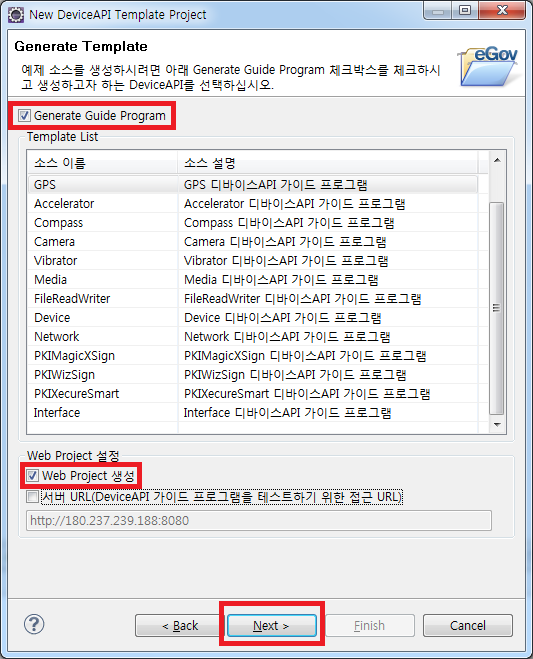 New DeviceAPI Template Project
Generate Template
예제 소스를 생성하시려면 아래 Generate Guide Program 체크박스를 체크하시
고 생성하고자 하는 DeviceAPI를 선택하십시오.
eGov
Generate Guide Program
Template List
소스 이름 소스 설명
GPS GPS 디바이스API 가이드 프로그램
Accelerator Accelerator 디바이스API 가이드 프로그램
Compass Compass 디바이스API 가이드 프로그램
Camera Camera 디바이스API 가이드 프로그램
Vibrator Vibrator 디바이스API 가이드 프로그램
Media Media 디바이스API 가이드 프로그램
FileReadWriter FileReadWriter 디바이스API 가이드 프로그램
Device Device 디바이스API 가이드 프로그램
Network Network 디바이스API 가이드 프로그램
PKIMagicXSign PKIMagicXSign 디바이스API 가이드 프로그램
PKIWizSign PKIWizSign 디바이스API 가이드 프로그램
PKIXecureSmart PKIXecureSmart 디바이스API 가이드 프로그램
Interface Interface 디바이스API 가이드 프로그램
Web Project 설정
Web Project 생성
서버 URL(DeviceAPI 가이드 프로그램을 테스트하기 위한 접근 URL)
http://180.237.239.188:8080
? < Back Next > Finish Cancel